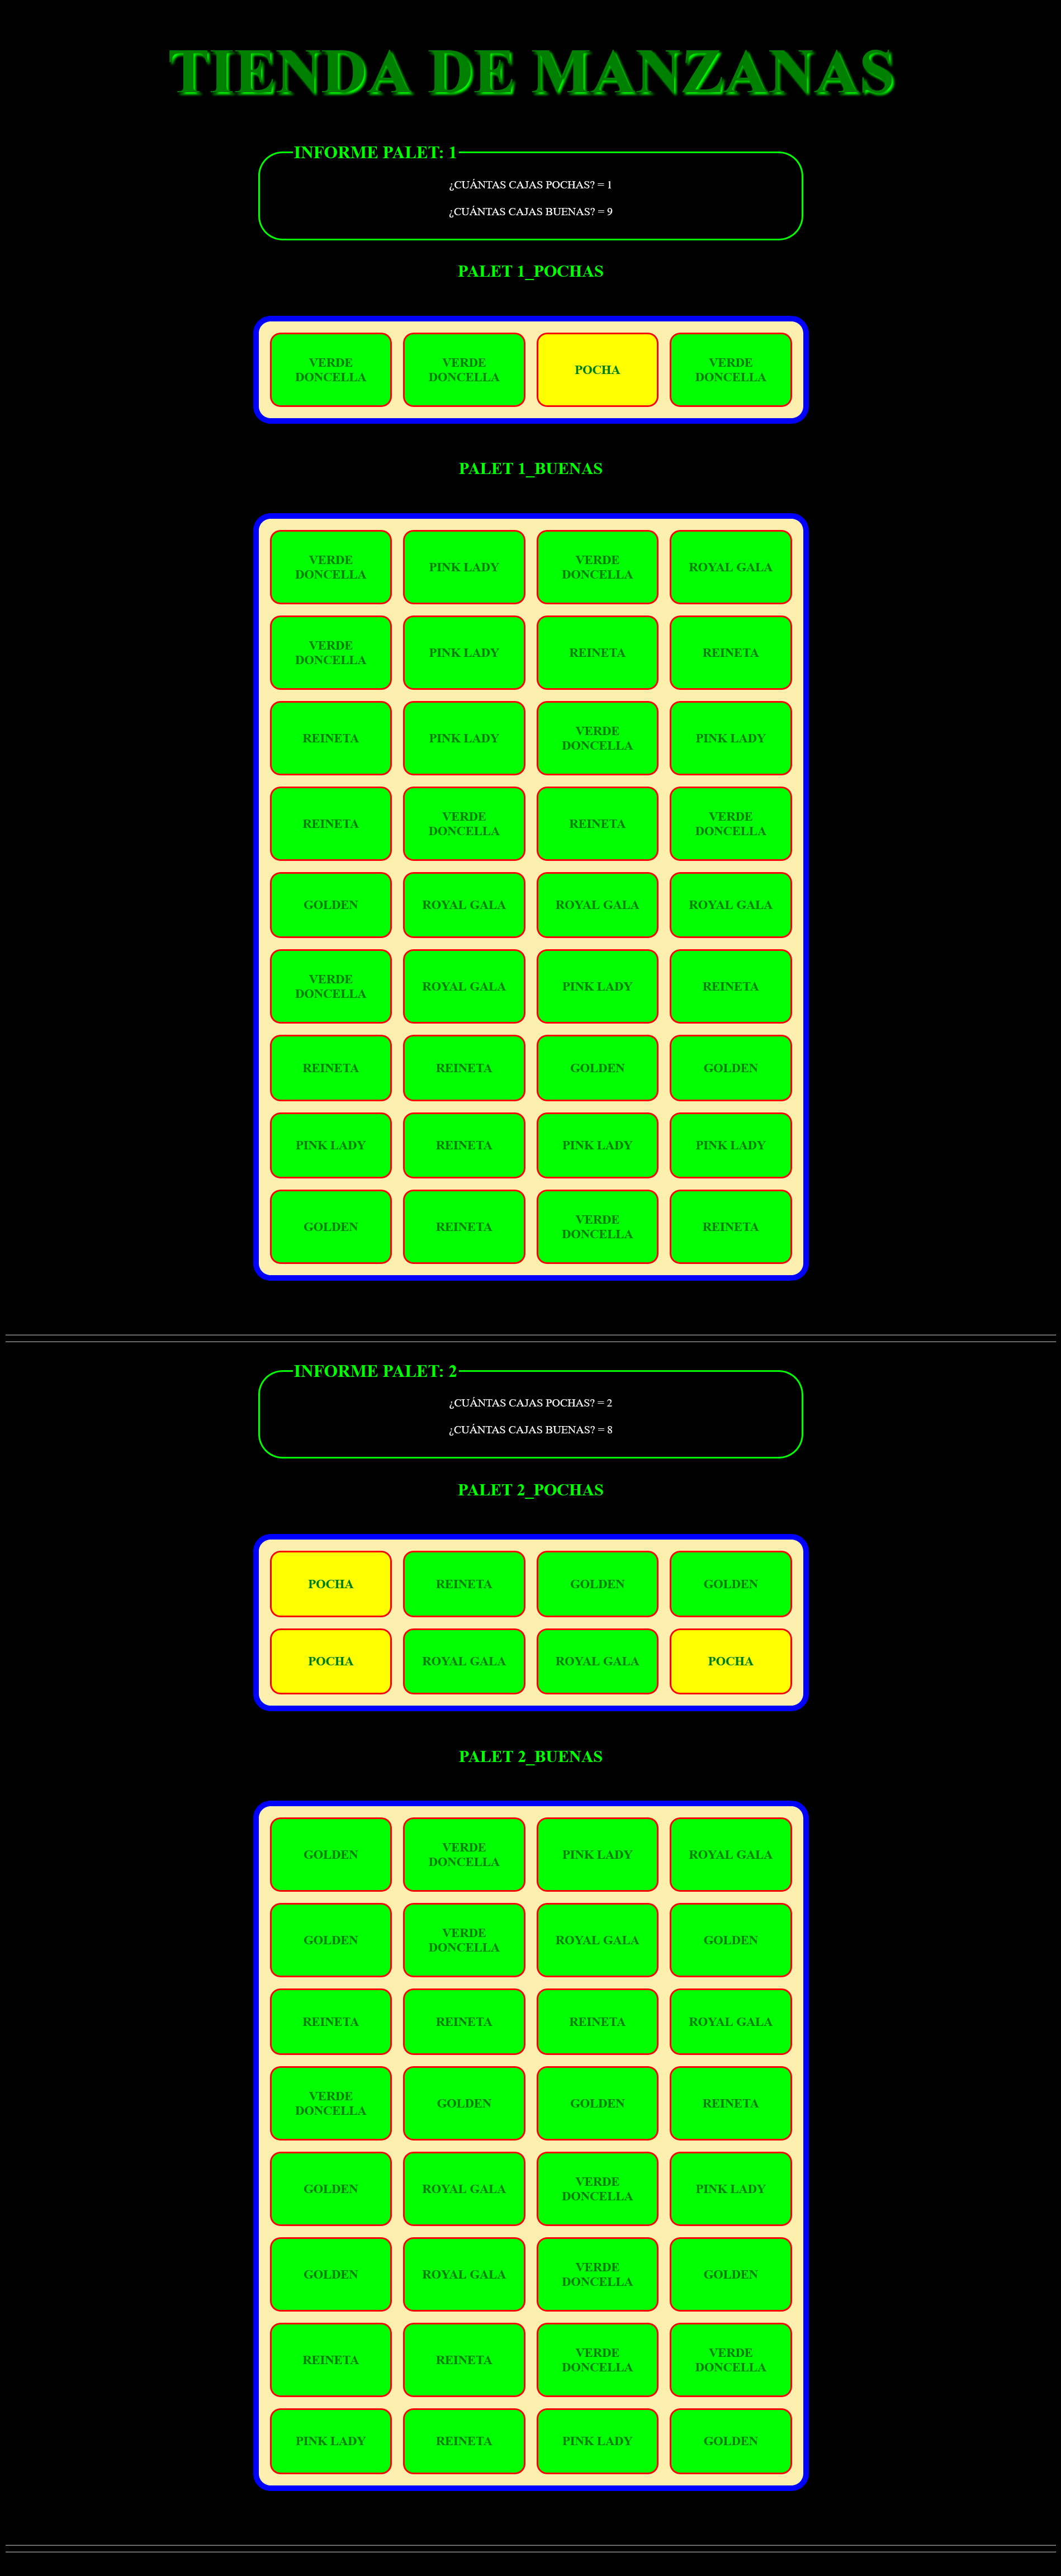 TIENDA DE MANZANAS
INFORME PALET: 1
¿CUÁNTAS CAJAS POCHAS? = 1
¿CUÁNTAS CAJAS BUENAS? = 9
PALET 1_POCHAS
VERDE DONCELLA VERDE DONCELLA POCHA VERDE DONCELLA
PALET 1_BUENAS
VERDE DONCELLA PINK LADY VERDE DONCELLA ROYAL GALA
VERDE DONCELLA PINK LADY REINETA REINETA
REINETA PINK LADY VERDE DONCELLA PINK LADY
REINETA VERDE DONCELLA REINETA VERDE DONCELLA
GOLDEN ROYAL GALA ROYAL GALA ROYAL GALA
VERDE DONCELLA ROYAL GALA PINK LADY REINETA
REINETA REINETA GOLDEN GOLDEN
PINK LADY REINETA PINK LADY PINK LADY
GOLDEN REINETA VERDE DONCELLA REINETA
INFORME PALET: 2
¿CUÁNTAS CAJAS POCHAS? = 2
¿CUÁNTAS CAJAS BUENAS? = 8
PALET 2_POCHAS
POCHA REINETA GOLDEN GOLDEN
POCHA ROYAL GALA ROYAL GALA POCHA
PALET 2_BUENAS
GOLDEN VERDE DONCELLA PINK LADY ROYAL GALA
GOLDEN VERDE DONCELLA ROYAL GALA GOLDEN
REINETA REINETA REINETA ROYAL GALA
VERDE DONCELLA GOLDEN GOLDEN REINETA
GOLDEN ROYAL GALA VERDE DONCELLA PINK LADY
GOLDEN ROYAL GALA VERDE DONCELLA GOLDEN
REINETA REINETA VERDE DONCELLA VERDE DONCELLA
PINK LADY REINETA PINK LADY GOLDEN